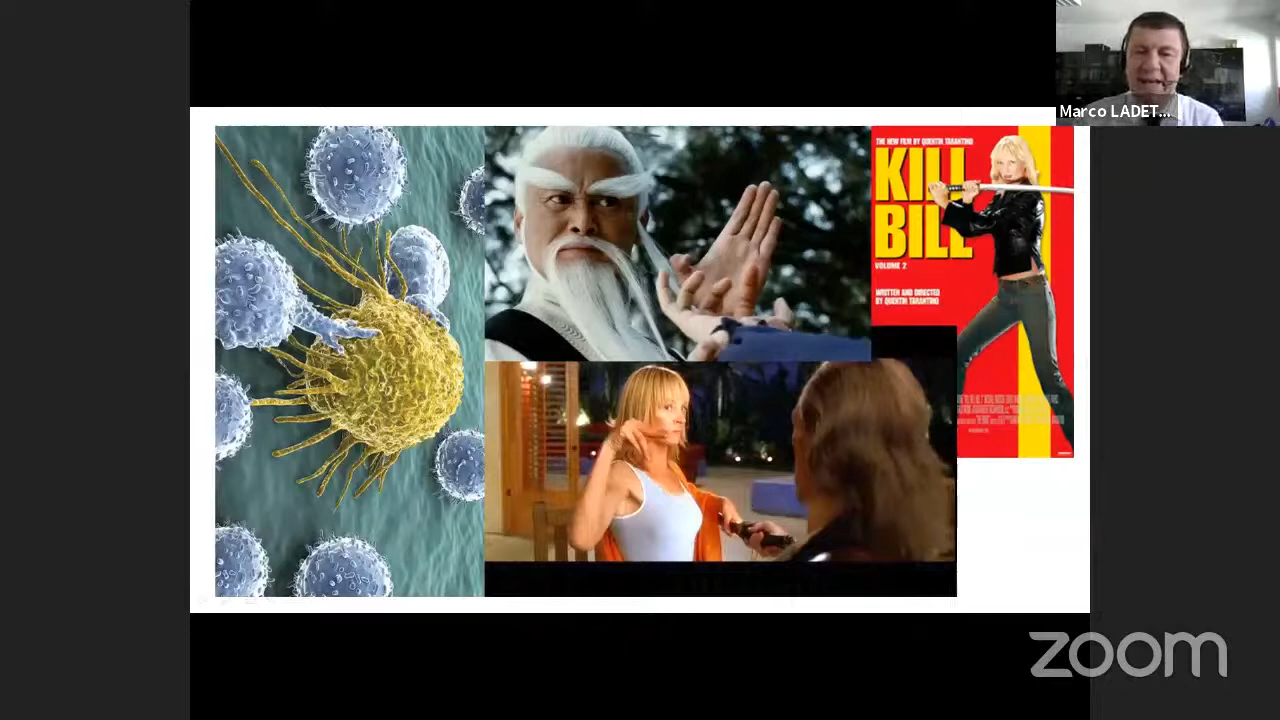 Marco LADET...
THE NEW FILM BY QUENTIN TARANTINO
KILL
BILL
VOLUME 2
WRITTEN AND DIRECTED
BY QUENTIN TARANTINO
zoom